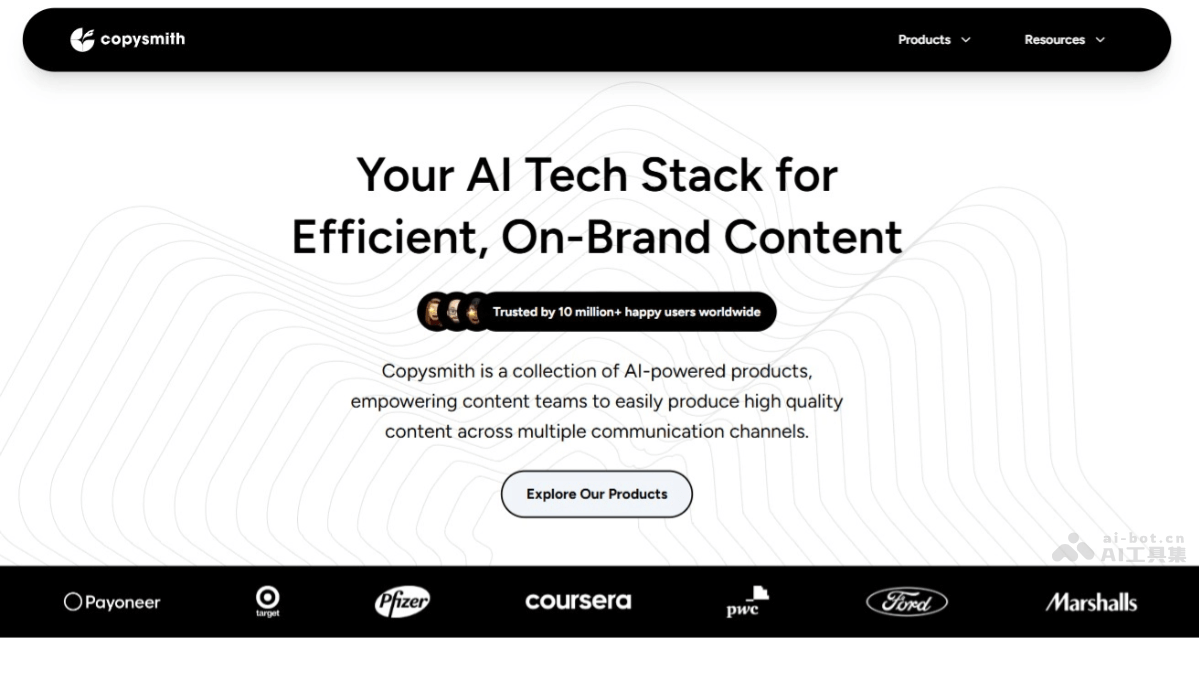 copysmith
Products
Resources
Your AI Tech Stack for
Efficient, On-Brand Content
Trusted by 10 million+ happy users worldwide
Copysmith is a collection of AI-powered products,
empowering content teams to easily produce high quality
content across multiple communication channels.
Explore Our Products
ai-bot.cn
AI工具集
Payoneer
target
Pfizer
coursera
pwc
Ford
Marshalls